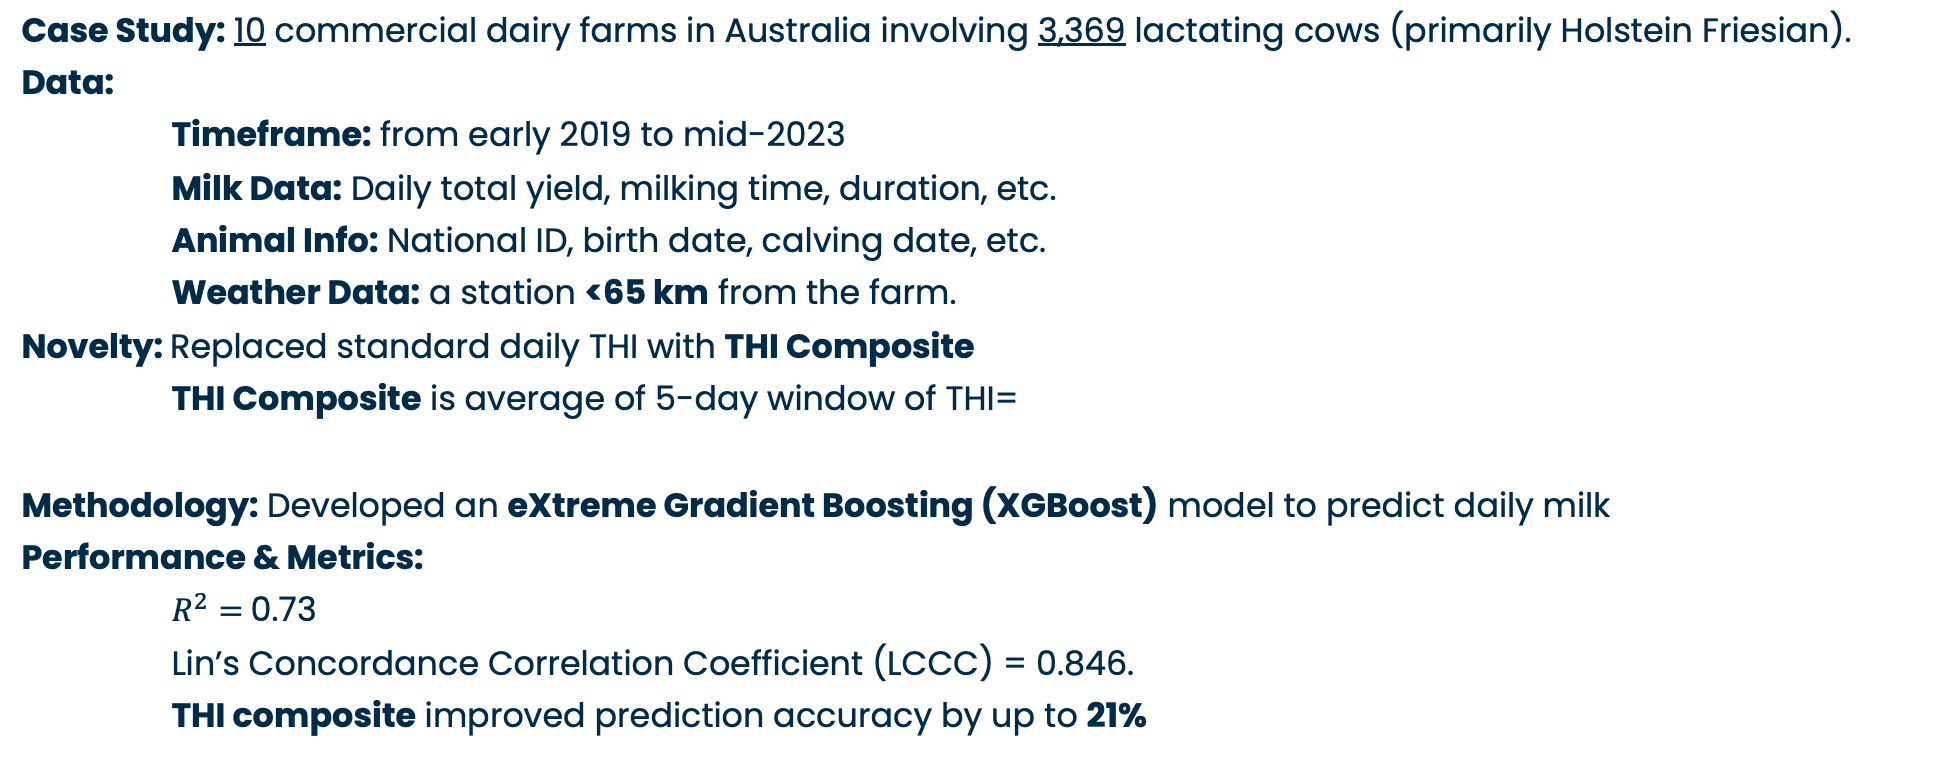 Case Study: 10 commercial dairy farms in Australia involving 3,369 lactating cows (primarily Holstein Friesian).
Data:
Timeframe: from early 2019 to mid-2023
Milk Data: Daily total yield, milking time, duration, etc.
Animal Info: National ID, birth date, calving date, etc.
Weather Data: a station <65 km from the farm.
Novelty: Replaced standard daily THI with THI Composite
THI Composite is average of 5-day window of THI=
Methodology: Developed an eXtreme Gradient Boosting (XGBoost) model to predict daily milk
Performance & Metrics:
R² = 0.73
Lin’s Concordance Correlation Coefficient (LCCC) = 0.846.
THI composite improved prediction accuracy by up to 21%